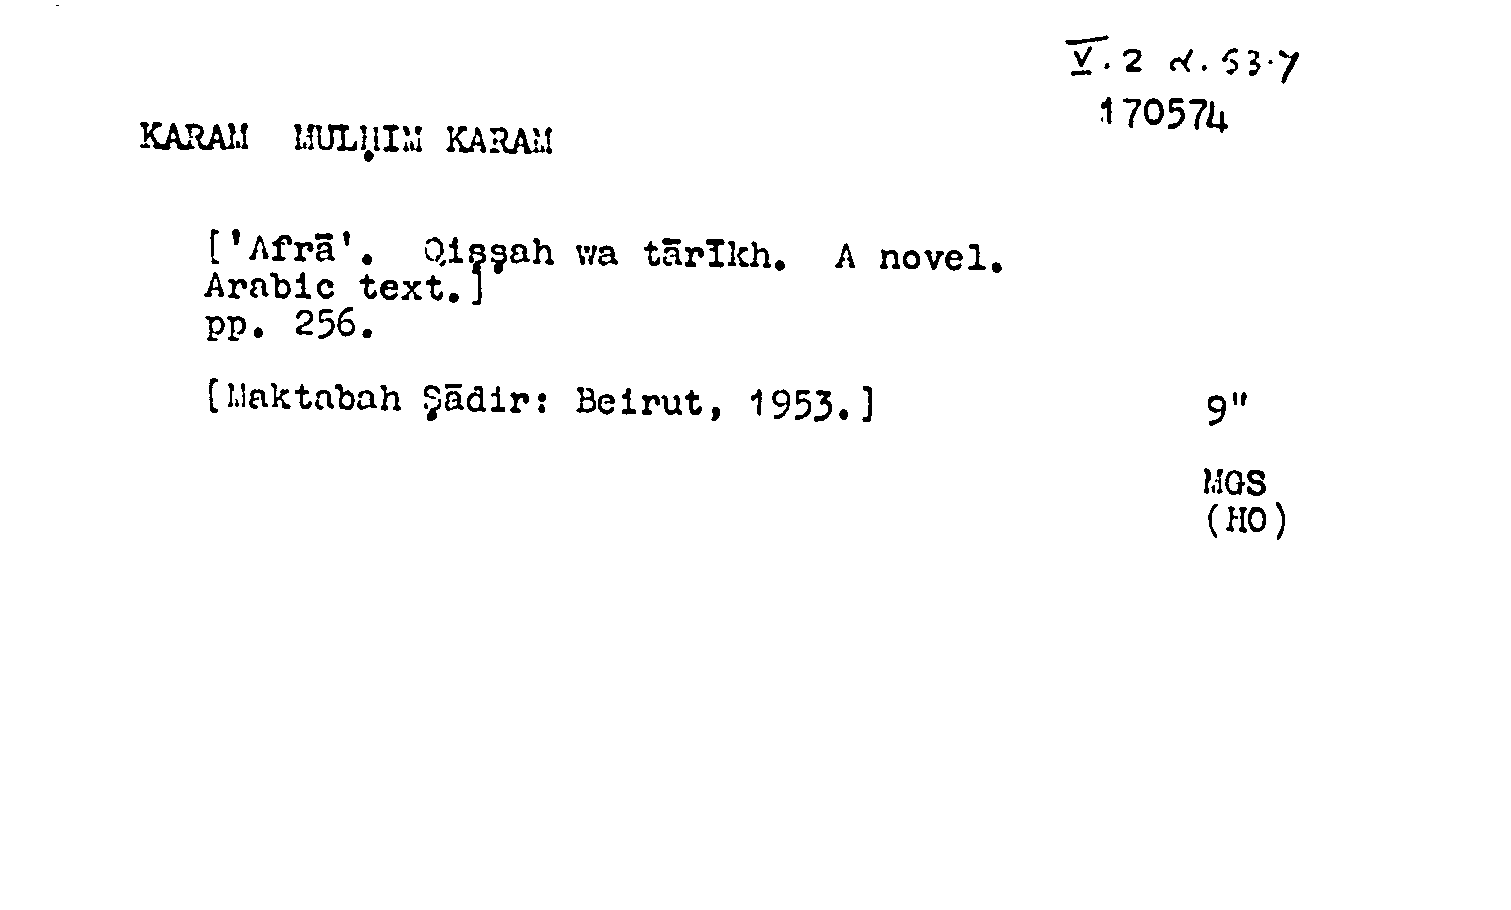 V.2 d.53.7
170574
KARAM MULḤIM KARAM
['Afrā'. Qiṣṣah wa tārīkh. A novel.
Arabic text.]
pp. 256.
[Maktabah Ṣādir: Beirut, 1953.]
9"
MGS
(HO)